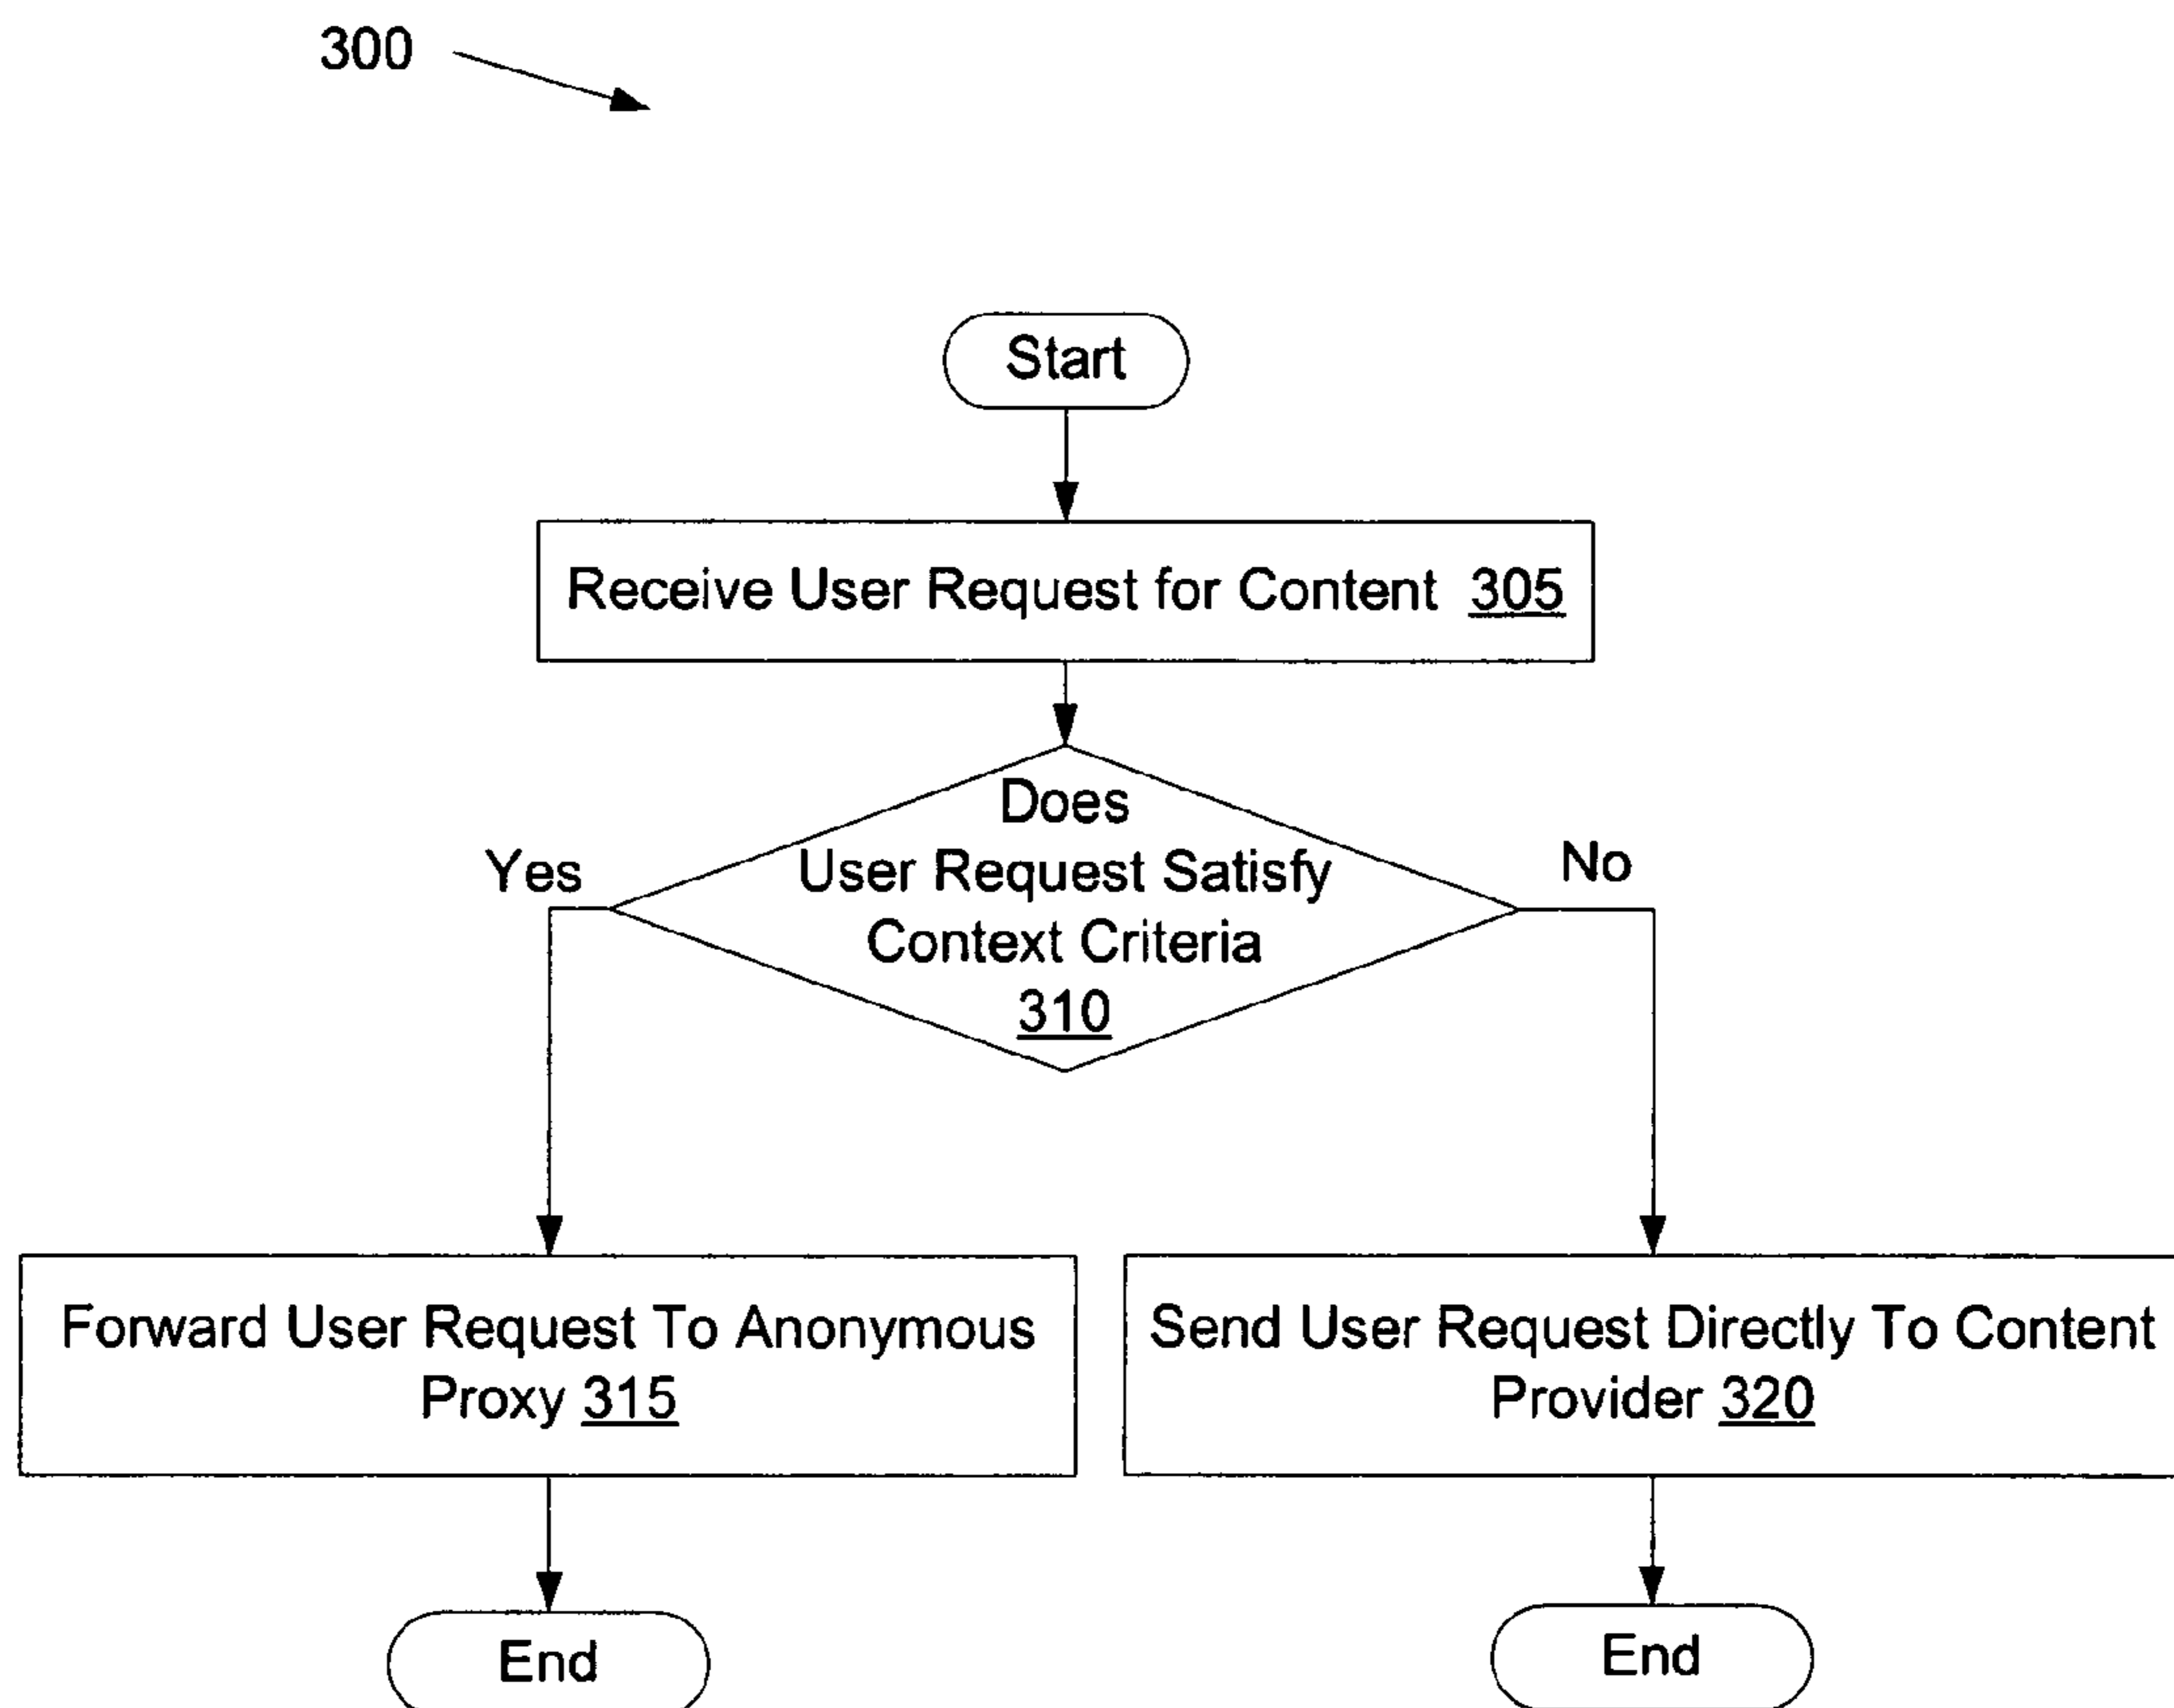 300
Start
Receive User Request for Content 305
Does
User Request Satisfy
Context Criteria
310
Yes
No
Forward User Request To Anonymous
Proxy 315
Send User Request Directly To Content
Provider 320
End
End